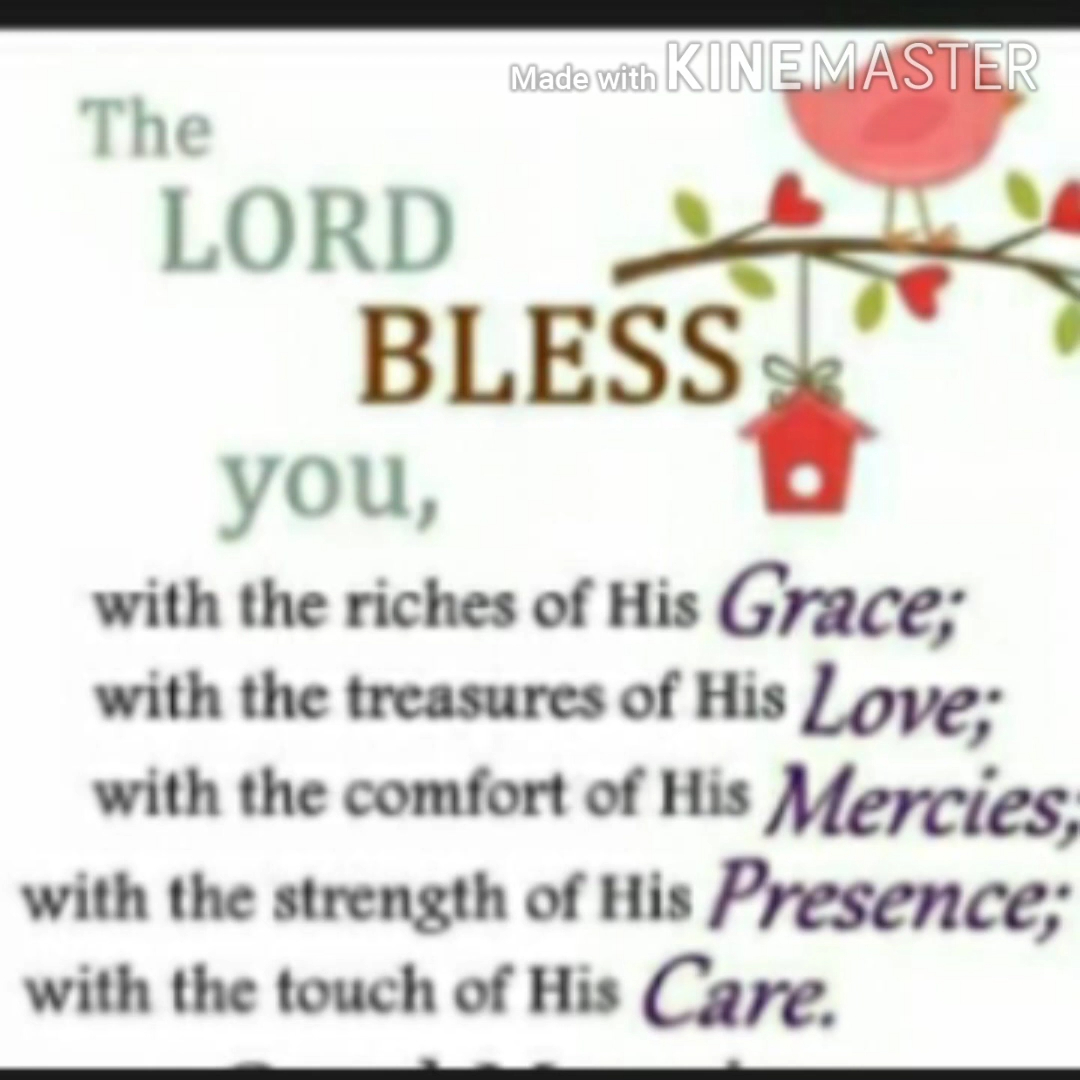 Made with KINEMASTER
The
LORD
BLESS
you,
with the riches of His Grace;
with the treasures of His Love;
with the comfort of His Mercies;
with the strength of His Presence;
with the touch of His Care.